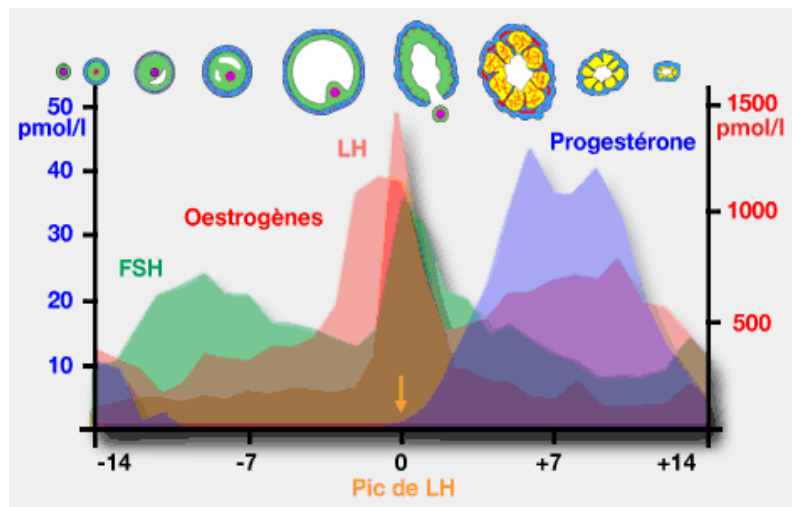 50
pmol/l
40
30
20
10
1500
pmol/l
1000
500
LH
Progestérone
Oestrogènes
FSH
-14
-7
0
+7
+14
Pic de LH